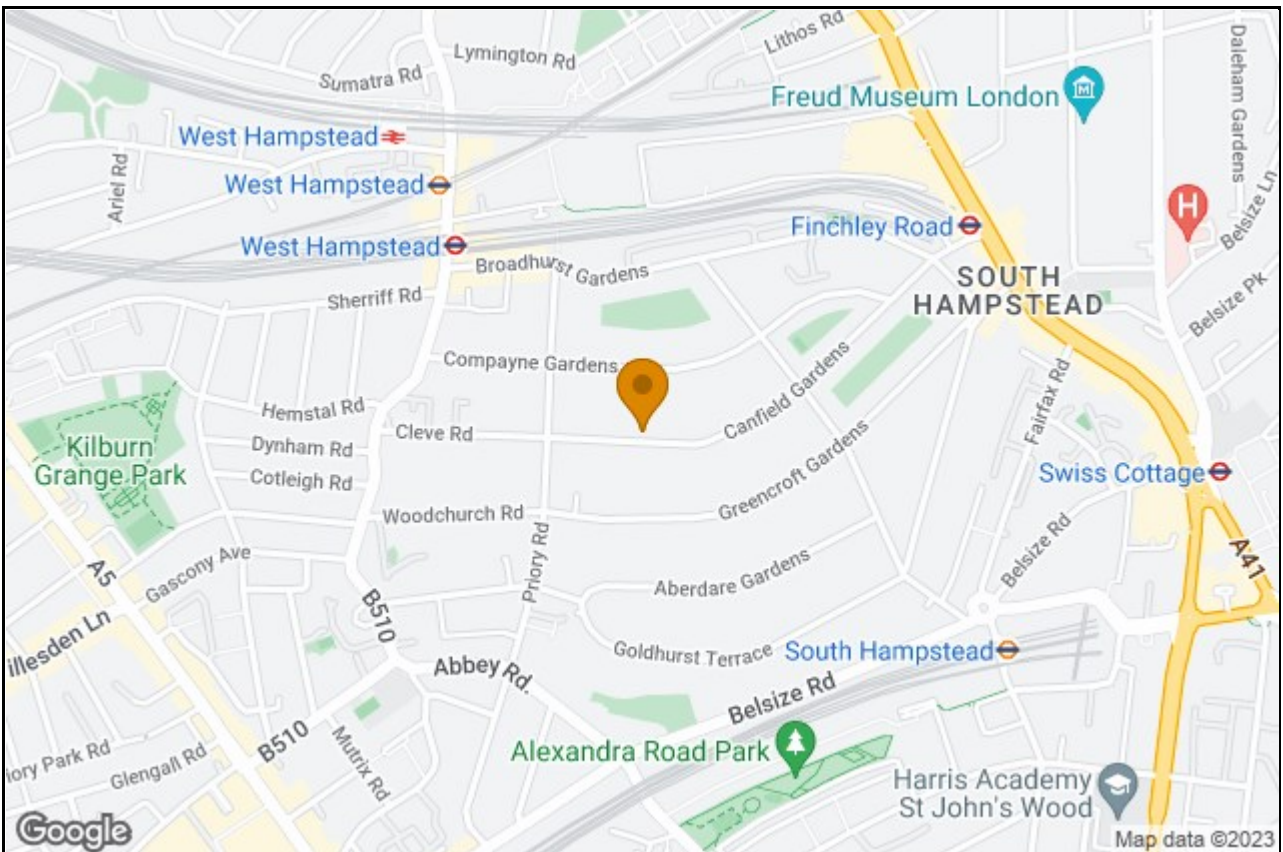 Lithos Rd
Lymington Rd
Sumatra Rd
Daleham Gardens
Freud Museum London
West Hampstead
West Hampstead
Ariel Rd
West Hampstead
Finchley Road
H
Belsize Ln
Broadhurst Gardens
Sherriff Rd
SOUTH
HAMPSTEAD
Belsize Pk
Compayne Gardens
Canfield Gardens
Fairfax Rd
Hemstal Rd
Cleve Rd
Dynham Rd
Kilburn
Grange Park
Cotleigh Rd
Greencroft Gardens
Swiss Cottage
Woodchurch Rd
Belsize Rd
A41
Gascony Ave
A5
Priory Rd
Aberdare Gardens
B510
illesden Ln
Goldhurst Terrace
South Hampstead
Abbey Rd.
Belsize Rd
B510
Mutrix Rd
Alexandra Road Park
iory Park Rd
Glengall Rd
Harris Academy
St John's Wood
Google
Map data ©2023